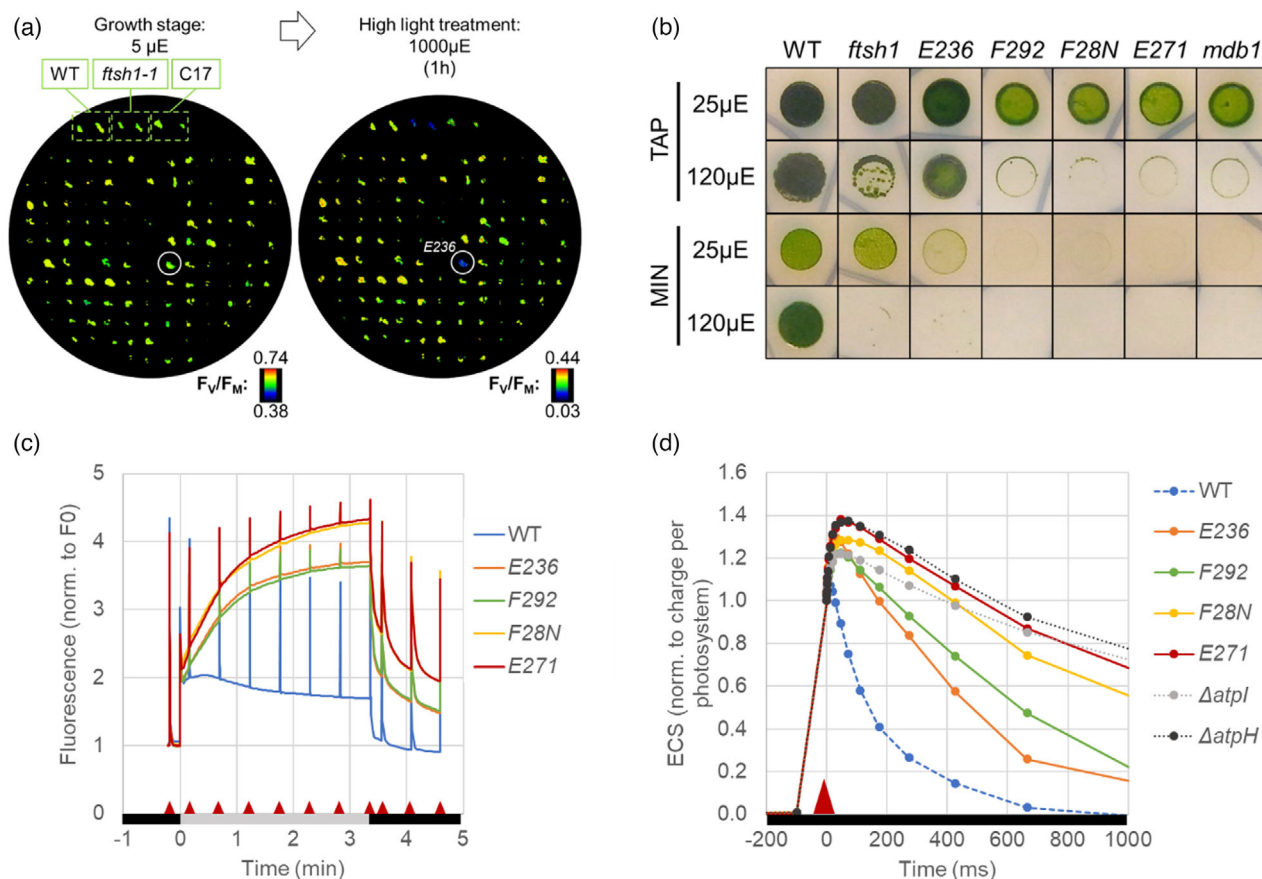 (a)
Growth stage:
5 µE
High light treatment:
1000µE
(1h)
WT
ftsh1-1
C17
E236
0.74
FV/FM:
0.38
0.44
FV/FM:
0.03
(b)
WT ftsh1 E236 F292 F28N E271 mdb1
TAP
25µE
120µE
MIN
25µE
120µE
(c)
Fluorescence (norm. to F0)
5
4
3
2
1
0
-1 0 1 2 3 4 5
Time (min)
WT
E236
F292
F28N
E271
(d)
ECS (norm. to charge per
photosystem)
1.6
1.4
1.2
1.0
0.8
0.6
0.4
0.2
0.0
-200 0 200 400 600 800 1000
Time (ms)
WT
E236
F292
F28N
E271
ΔatpI
ΔatpH